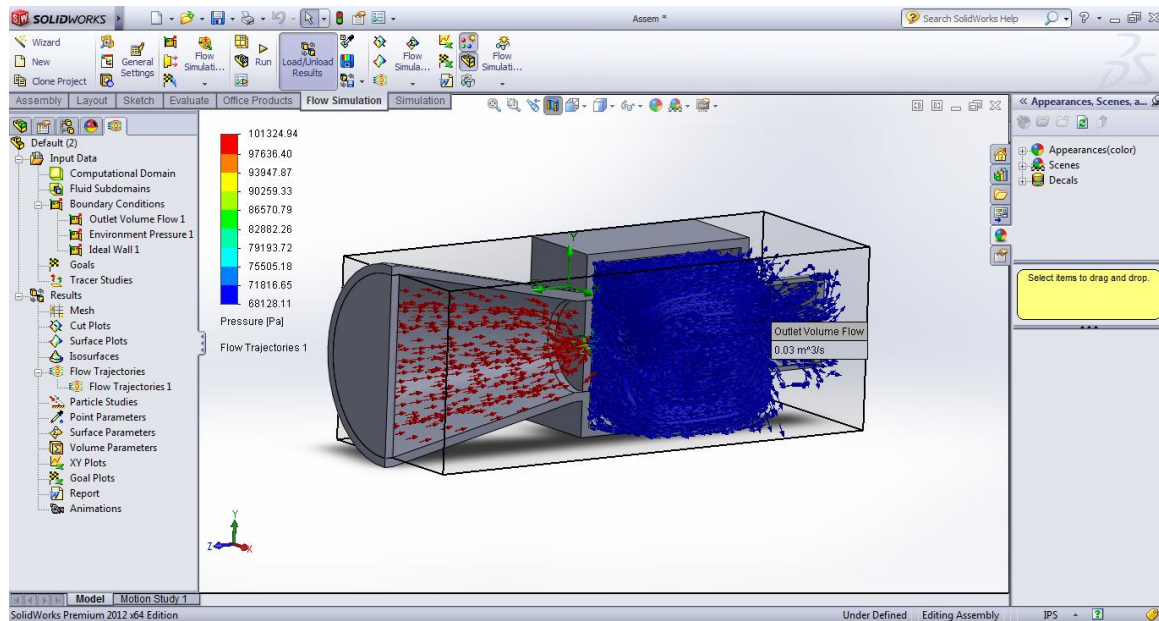 SOLIDWORKS
Assem *
Search SolidWorks Help
Wizard
New
Clone Project
General Settings
Flow Simulati...
Run
Load/Unload Results
Flow Simula...
Flow Simulati...
Assembly Layout Sketch Evaluate Office Products Flow Simulation Simulation
Default (2)
Input Data
Computational Domain
Fluid Subdomains
Boundary Conditions
Outlet Volume Flow 1
Environment Pressure 1
Ideal Wall 1
Goals
Tracer Studies
Results
Mesh
Cut Plots
Surface Plots
Isosurfaces
Flow Trajectories
Flow Trajectories 1
Particle Studies
Point Parameters
Surface Parameters
Volume Parameters
XY Plots
Goal Plots
Report
Animations
101324.94
97636.40
93947.87
90259.33
86570.79
82882.26
79193.72
75505.18
71816.65
68128.11
Pressure [Pa]
Flow Trajectories 1
Y
Outlet Volume Flow
0.03 m^3/s
Y
Z
X
« Appearances, Scenes, a...
Appearances(color)
Scenes
Decals
Select items to drag and drop.
Model Motion Study 1
SolidWorks Premium 2012 x64 Edition
Under Defined Editing Assembly IPS